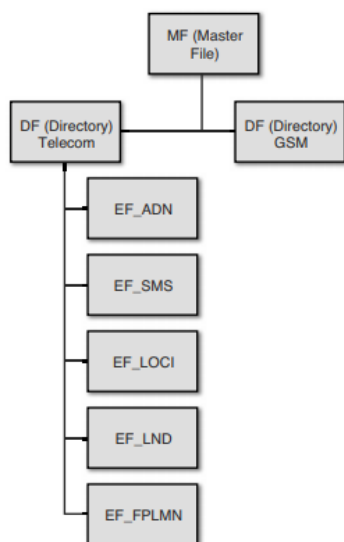 MF (Master
File)
DF (Directory)
Telecom
DF (Directory)
GSM
EF_ADN
EF_SMS
EF_LOCI
EF_LND
EF_FPLMN